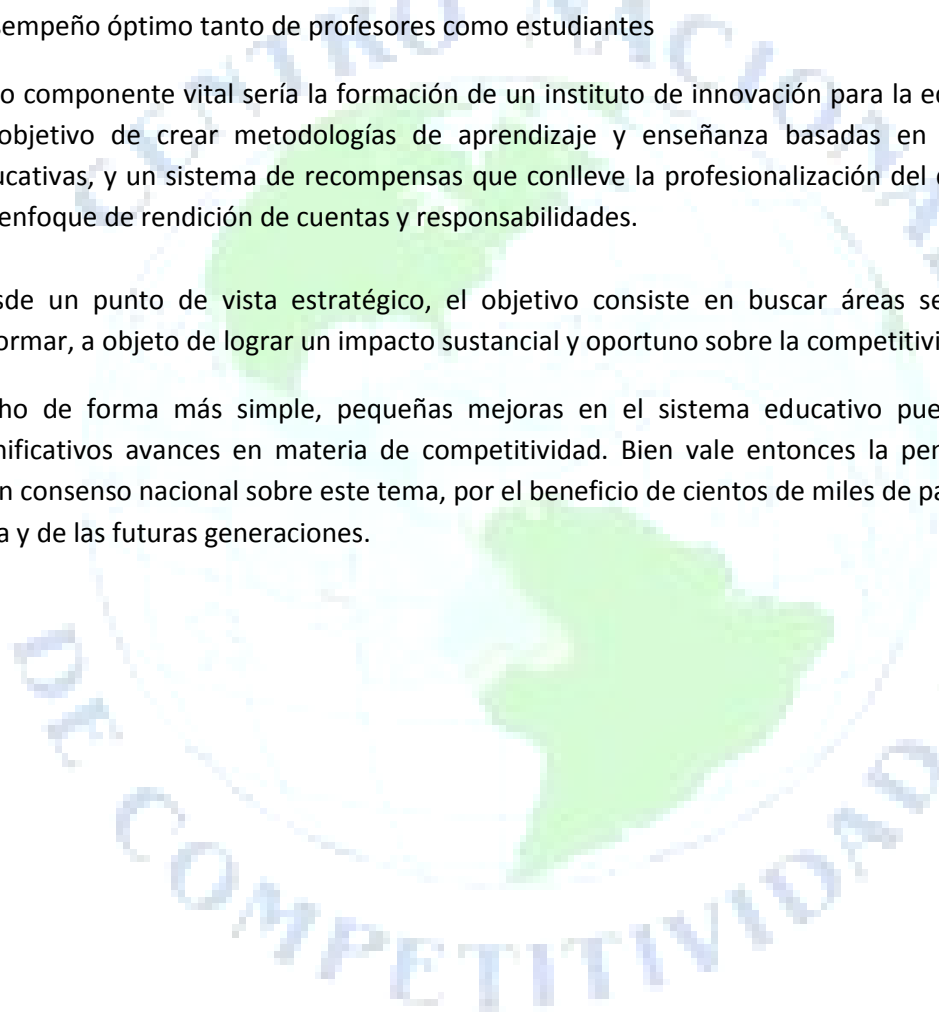 sempeño óptimo tanto de profesores como estudiantes
o componente vital sería la formación de un instituto de innovación para la
objetivo de crear metodologías de aprendizaje y enseñanza basadas en
ucativas, y un sistema de recompensas que conlleve la profesionalización del
enfoque de rendición de cuentas y responsabilidades.
sde un punto de vista estratégico, el objetivo consiste en buscar áreas
ormar, a objeto de lograr un impacto sustancial y oportuno sobre la competitivi
ho de forma más simple, pequeñas mejoras en el sistema educativo pue
nificativos avances en materia de competitividad. Bien vale entonces la
n consenso nacional sobre este tema, por el beneficio de cientos de miles de pa
a y de las futuras generaciones.
CENTRO NACIONAL
DE COMPETITIVIDAD